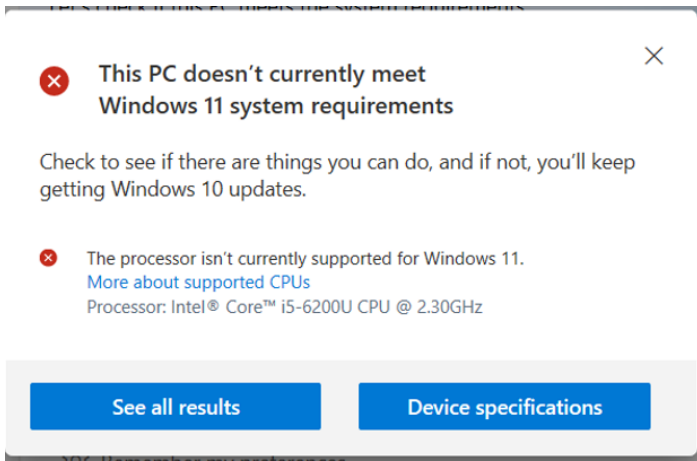 This PC doesn’t currently meet
Windows 11 system requirements
Check to see if there are things you can do, and if not, you’ll keep
getting Windows 10 updates.
The processor isn’t currently supported for Windows 11.
More about supported CPUs
Processor: Intel® Core™ i5-6200U CPU @ 2.30GHz
See all results
Device specifications